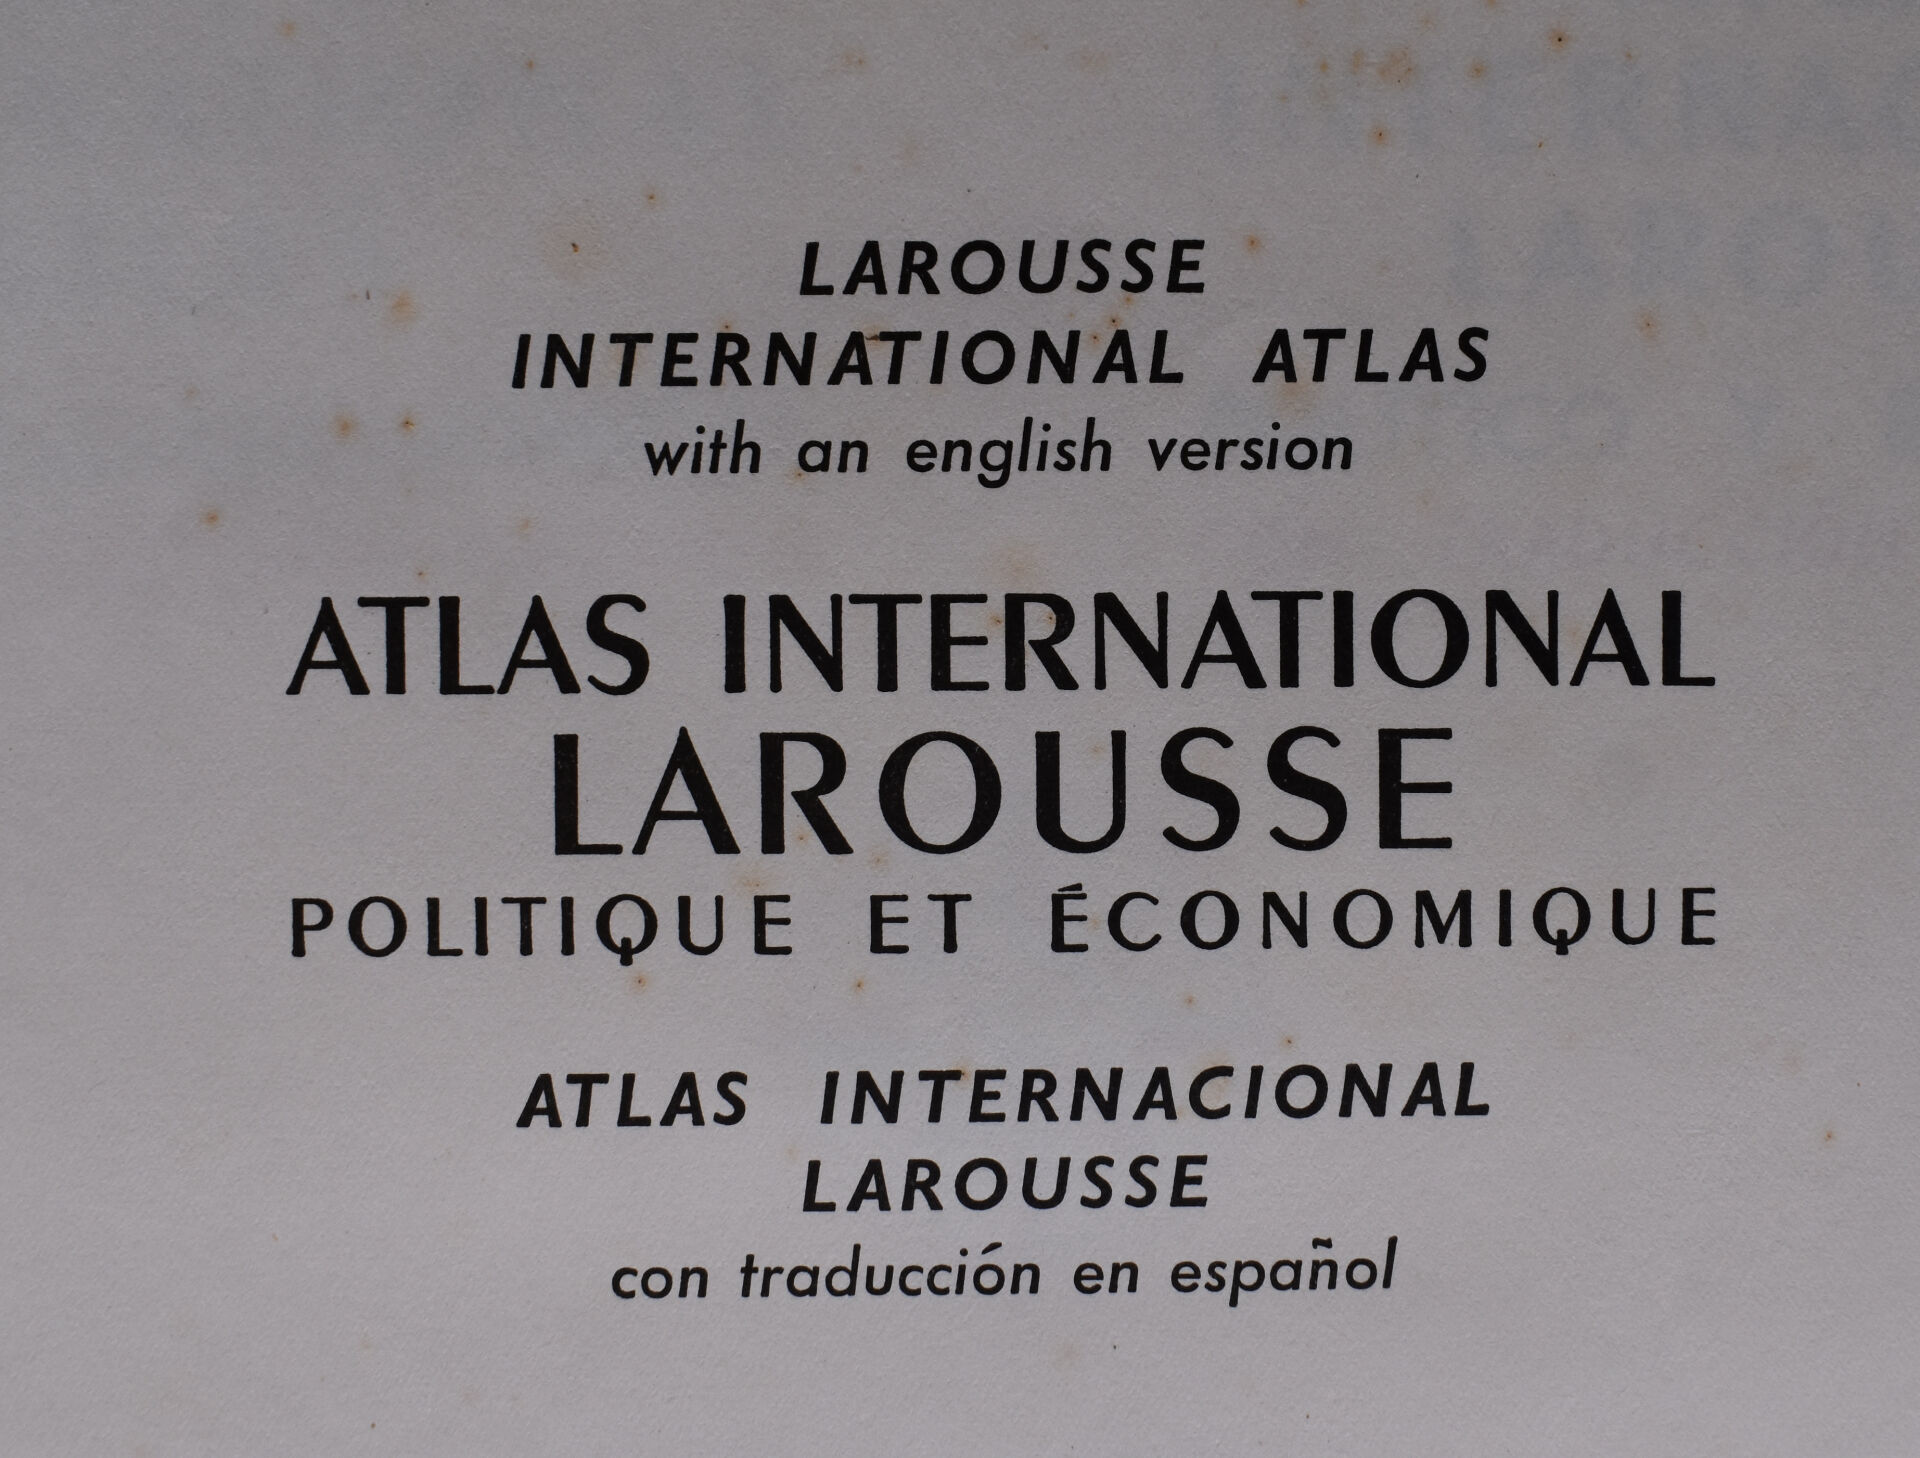 LAROUSSE
INTERNATIONAL ATLAS
with an english version
ATLAS INTERNATIONAL
LAROUSSE
POLITIQUE ET ÉCONOMIQUE
ATLAS INTERNACIONAL
LAROUSSE
con traducción en español